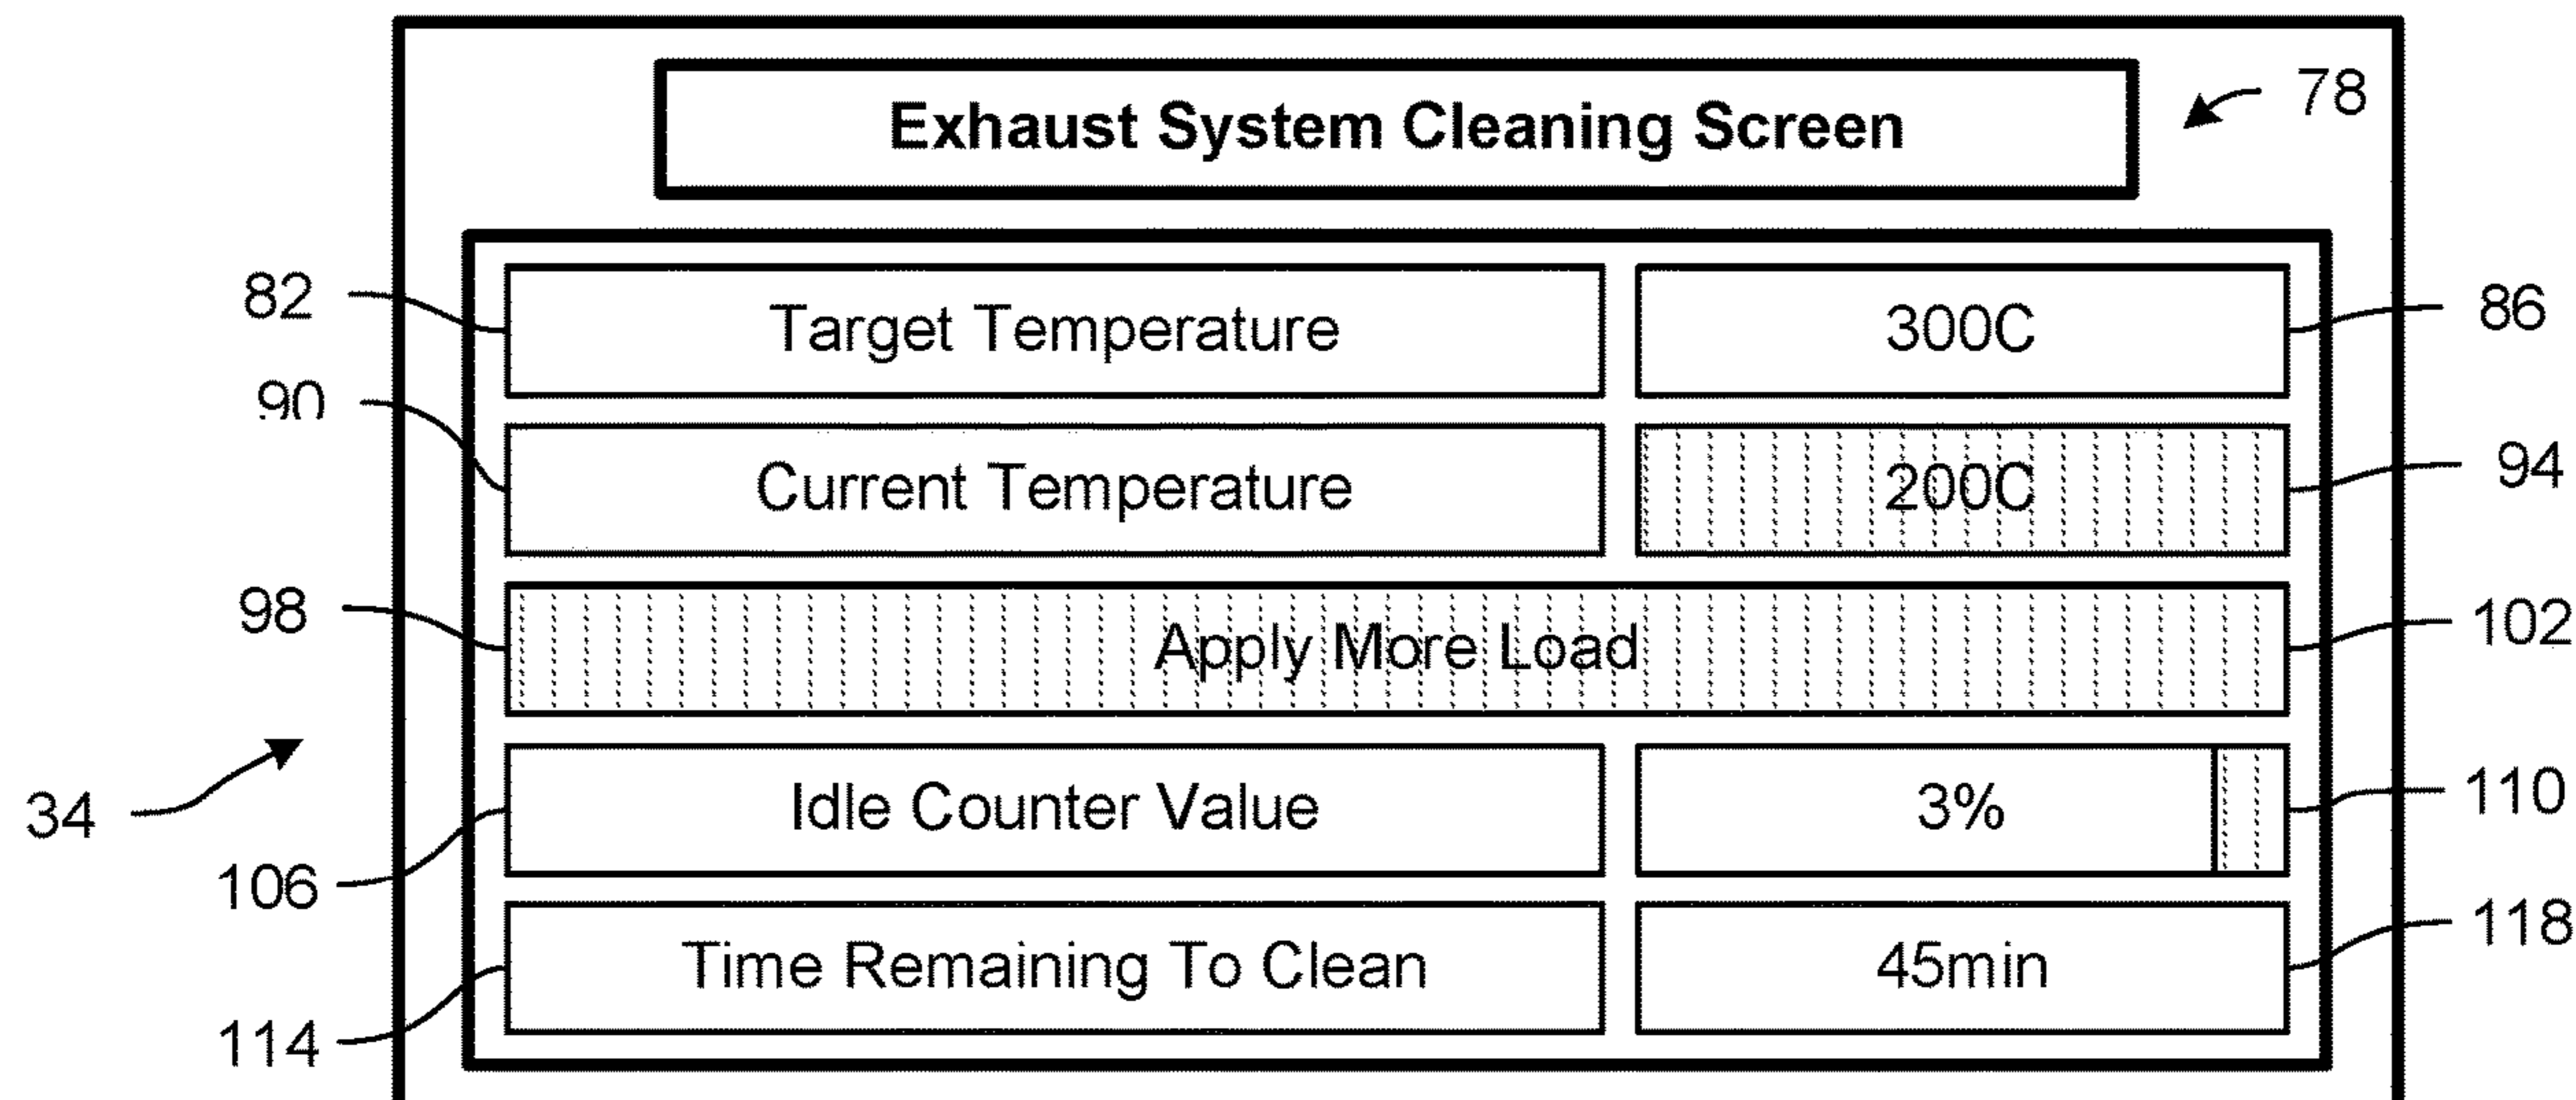 Exhaust System Cleaning Screen
78
82
Target Temperature
300C
86
90
Current Temperature
200C
94
98
Apply More Load
102
34
106
Idle Counter Value
3%
110
114
Time Remaining To Clean
45min
118